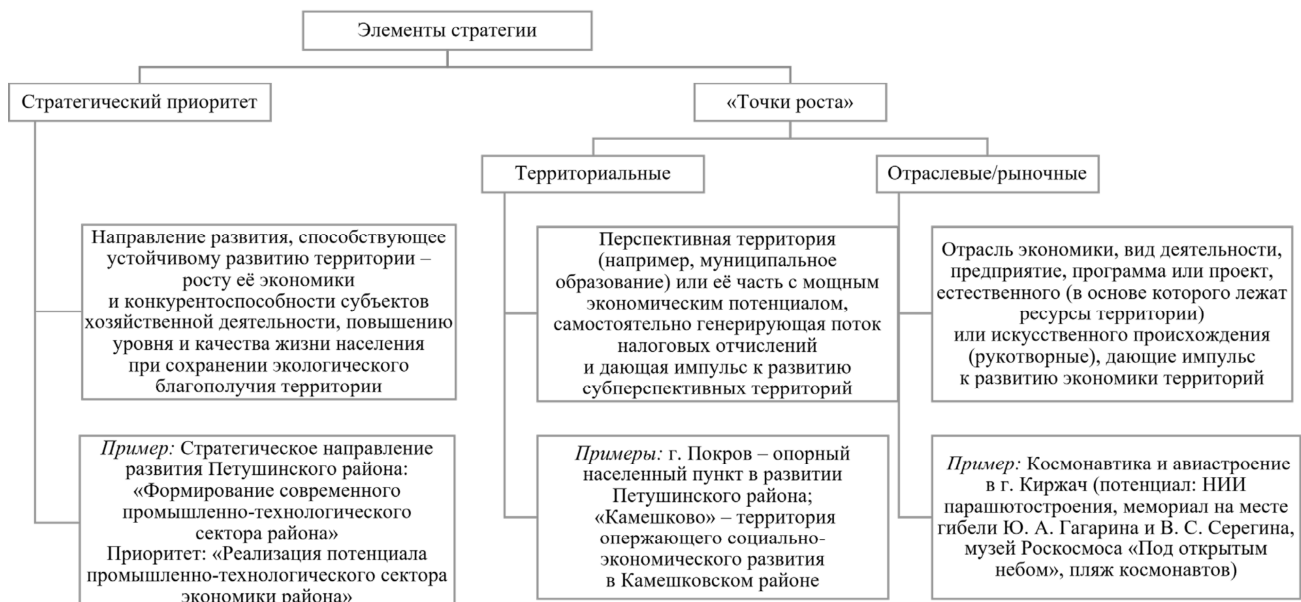 Элементы стратегии
Стратегический приоритет
«Точки роста»
Территориальные
Отраслевые/рыночные
Направление развития, способствующее
устойчивому развитию территории –
росту её экономики
и конкурентоспособности субъектов
хозяйственной деятельности, повышению
уровня и качества жизни населения
при сохранении экологического
благополучия территории
Перспективная территория
(например, муниципальное
образование) или её часть с мощным
экономическим потенциалом,
самостоятельно генерирующая поток
налоговых отчислений
и дающая импульс к развитию
субперспективных территорий
Отрасль экономики, вид деятельности,
предприятие, программа или проект,
естественного (в основе которого лежат
ресурсы территории)
или искусственного происхождения
(рукотворные), дающие импульс
к развитию экономики территорий
Пример: Стратегическое направление
развития Петушинского района:
«Формирование современного
промышленно-технологического
сектора района»
Приоритет: «Реализация потенциала
промышленно-технологического сектора
экономики района»
Примеры: г. Покров – опорный
населенный пункт в развитии
Петушинского района;
«Камешково» – территория
опержающего социально-
экономического развития
в Камешковском районе
Пример: Космонавтика и авиастроение
в г. Киржач (потенциал: НИИ
парашютостроения, мемориал на месте
гибели Ю. А. Гагарина и В. С. Серегина,
музей Роскосмоса «Под открытым
небом», пляж космонавтов)